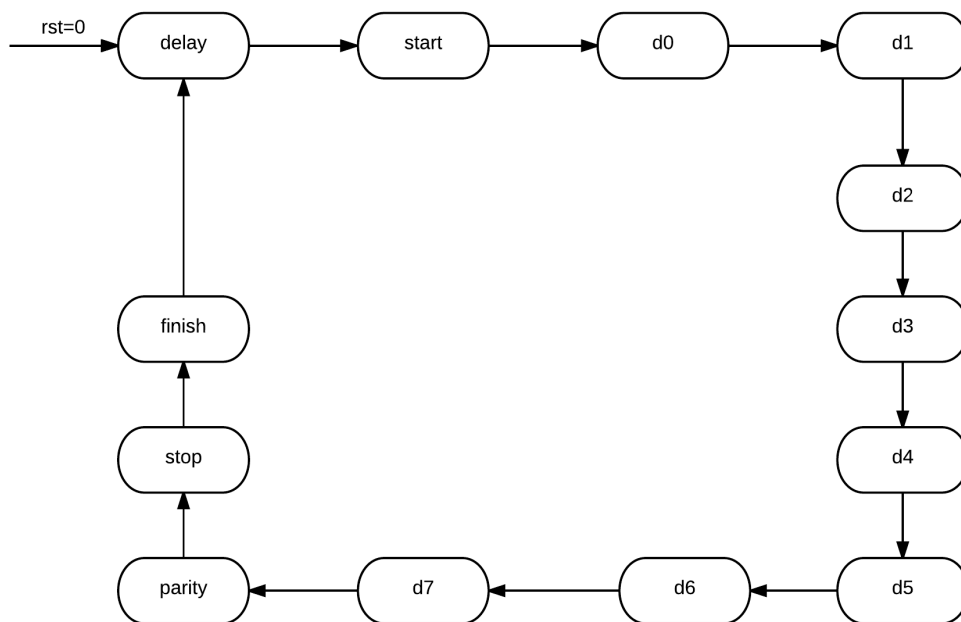 rst=0
delay
start
d0
d1
d2
d3
d4
d5
d6
d7
parity
stop
finish